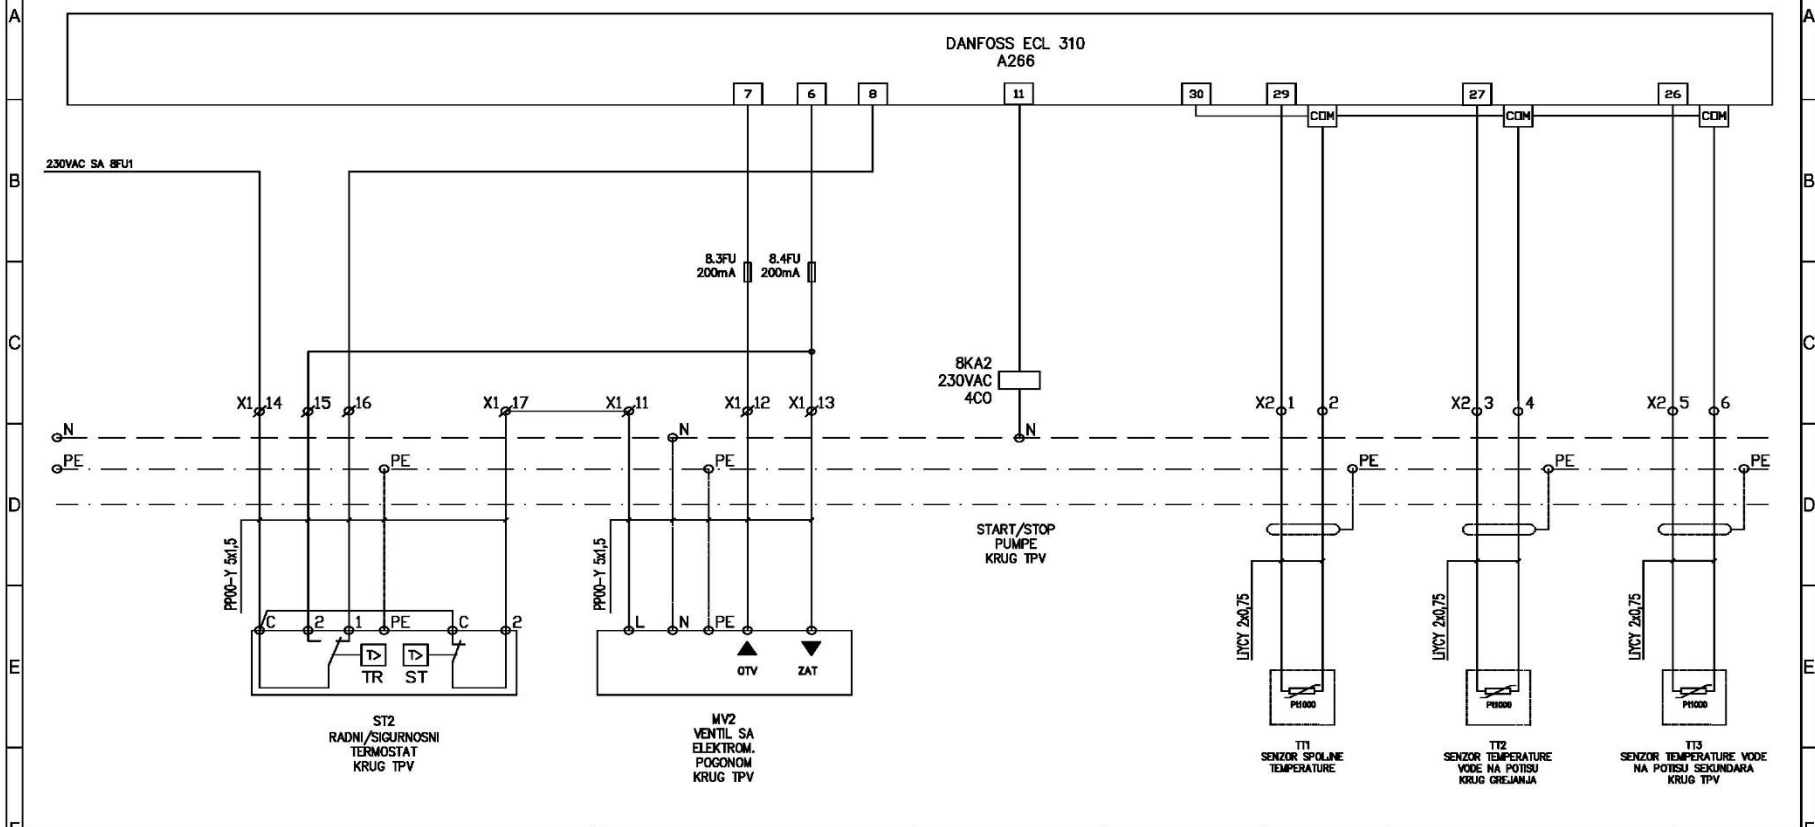 A
A
DANFOSS ECL 310
A266
7
6
8
11
30
29
27
26
COM
COM
COM
230VAC SA 8FU1
B
B
8.3FU
200mA
8.4FU
200mA
C
C
8KA2
230VAC
4CO
X1 14
15
16
X1 17
X1 11
X1 12
X1 13
X2 1
2
X2 3
4
X2 5
6
N
N
N
PE
PE
PE
PE
PE
PE
D
D
PP00-Y 5x1,5
PP00-Y 5x1,5
START/STOP
PUMPE
KRUG TPV
LiYCY 2x0,75
LiYCY 2x0,75
LiYCY 2x0,75
C
2
1
PE
C
2
L
N
PE
T>
T>
TR
ST
OTV
ZAT
E
E
Pt1000
Pt1000
Pt1000
ST2
RADNI/SIGURNOSNI
TERMOSTAT
KRUG TPV
MV2
VENTIL SA
ELEKTROM.
POGONOM
KRUG TPV
TT1
SENZOR SPOLJNE
TEMPERATURE
TT2
SENZOR TEMPERATURE
VODE NA POTISU
KRUG GREJANJA
TT3
SENZOR TEMPERATURE VODE
NA POTISU SEKUNDARA
KRUG TPV